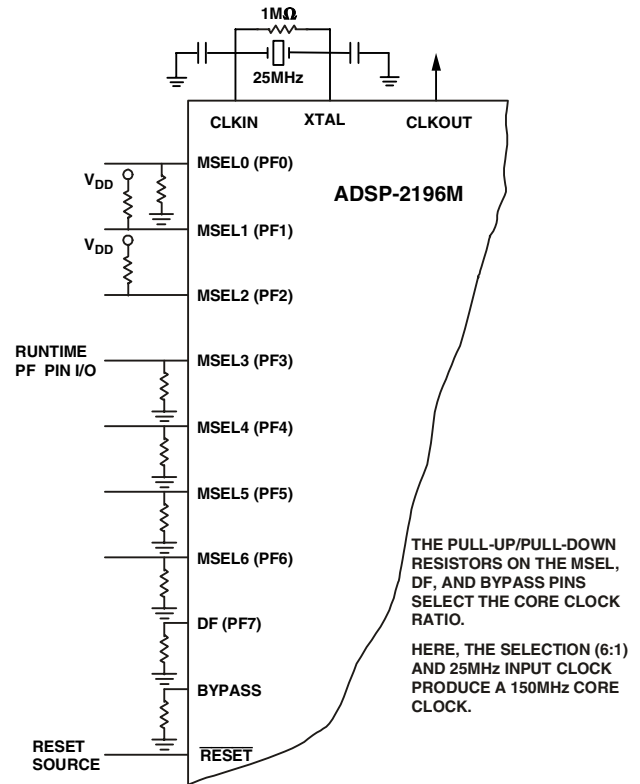 1MΩ
25MHz
CLKIN
XTAL
CLKOUT
ADSP-2196M
MSEL0 (PF0)
VDD
MSEL1 (PF1)
VDD
MSEL2 (PF2)
RUNTIME
PF PIN I/O
MSEL3 (PF3)
MSEL4 (PF4)
MSEL5 (PF5)
MSEL6 (PF6)
DF (PF7)
BYPASS
RESET
SOURCE
RESET
THE PULL-UP/PULL-DOWN
RESISTORS ON THE MSEL,
DF, AND BYPASS PINS
SELECT THE CORE CLOCK
RATIO.
HERE, THE SELECTION (6:1)
AND 25MHz INPUT CLOCK
PRODUCE A 150MHz CORE
CLOCK.